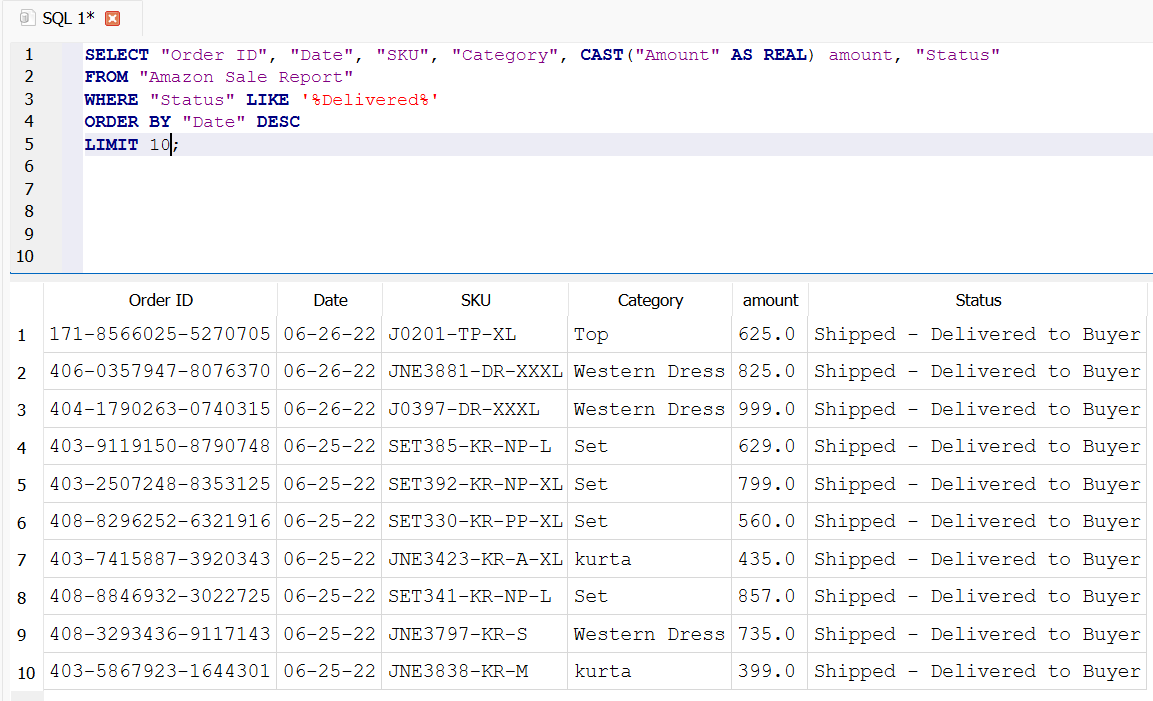 SQL 1*
1 SELECT "Order ID", "Date", "SKU", "Category", CAST("Amount" AS REAL) amount, "Status"
2 FROM "Amazon Sale Report"
3 WHERE "Status" LIKE '%Delivered%'
4 ORDER BY "Date" DESC
5 LIMIT 10;
6
7
8
9
10
Order ID Date SKU Category amount Status
1 171-8566025-5270705 06-26-22 J0201-TP-XL Top 625.0 Shipped - Delivered to Buyer
2 406-0357947-8076370 06-26-22 JNE3881-DR-XXXL Western Dress 825.0 Shipped - Delivered to Buyer
3 404-1790263-0740315 06-26-22 J0397-DR-XXXL Western Dress 999.0 Shipped - Delivered to Buyer
4 403-9119150-8790748 06-25-22 SET385-KR-NP-L Set 629.0 Shipped - Delivered to Buyer
5 403-2507248-8353125 06-25-22 SET392-KR-NP-XL Set 799.0 Shipped - Delivered to Buyer
6 408-8296252-6321916 06-25-22 SET330-KR-PP-XL Set 560.0 Shipped - Delivered to Buyer
7 403-7415887-3920343 06-25-22 JNE3423-KR-A-XL kurta 435.0 Shipped - Delivered to Buyer
8 408-8846932-3022725 06-25-22 SET341-KR-NP-L Set 857.0 Shipped - Delivered to Buyer
9 408-3293436-9117143 06-25-22 JNE3797-KR-S Western Dress 735.0 Shipped - Delivered to Buyer
10 403-5867923-1644301 06-25-22 JNE3838-KR-M kurta 399.0 Shipped - Delivered to Buyer